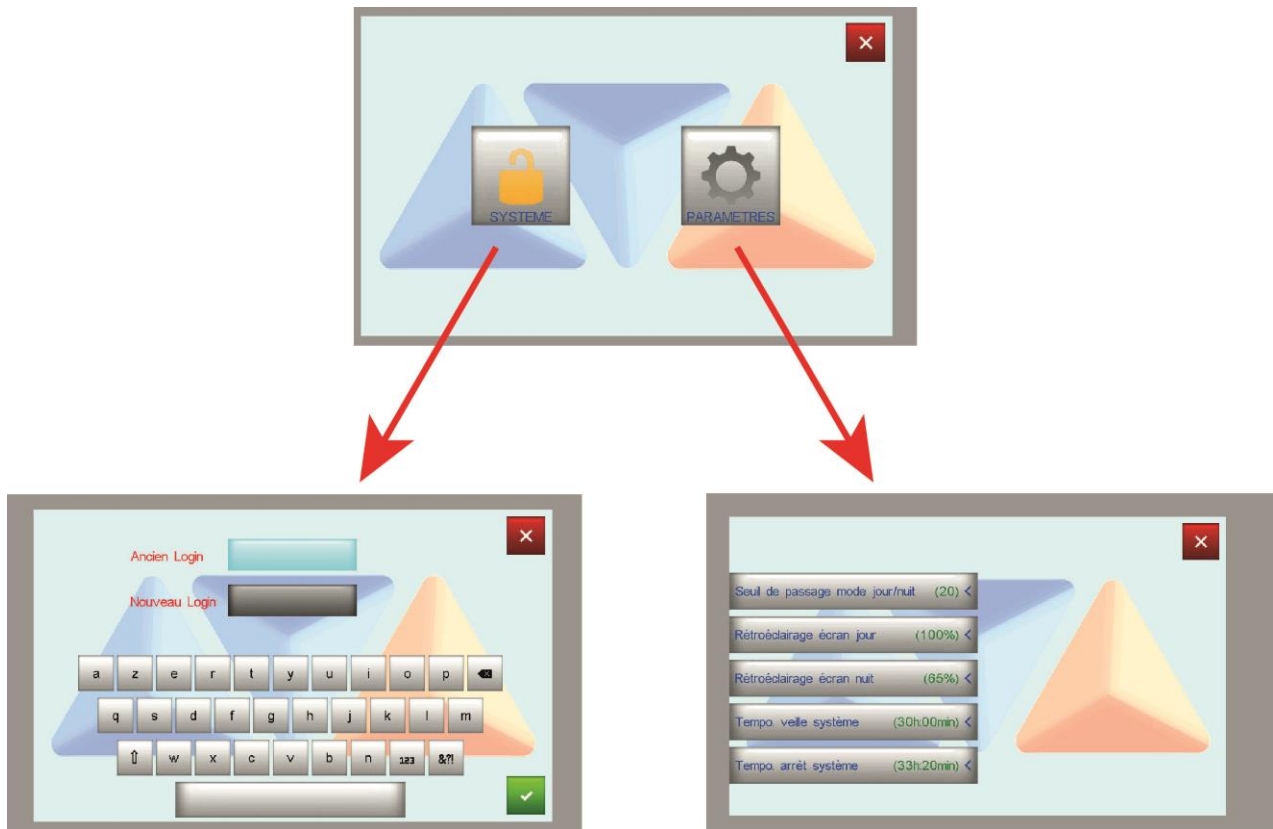 SYSTEME
PARAMETRES
Ancien Login
Nouveau Login
a z e r t y u i o p
q s d f g h j k l m
w x c v b n 123 &?!
Seuil de passage mode jour/nuit (20) <
Rétroéclairage écran jour (100%) <
Rétroéclairage écran nuit (65%) <
Tempo. veille système (30h:00min) <
Tempo. arrêt système (33h:20min) <